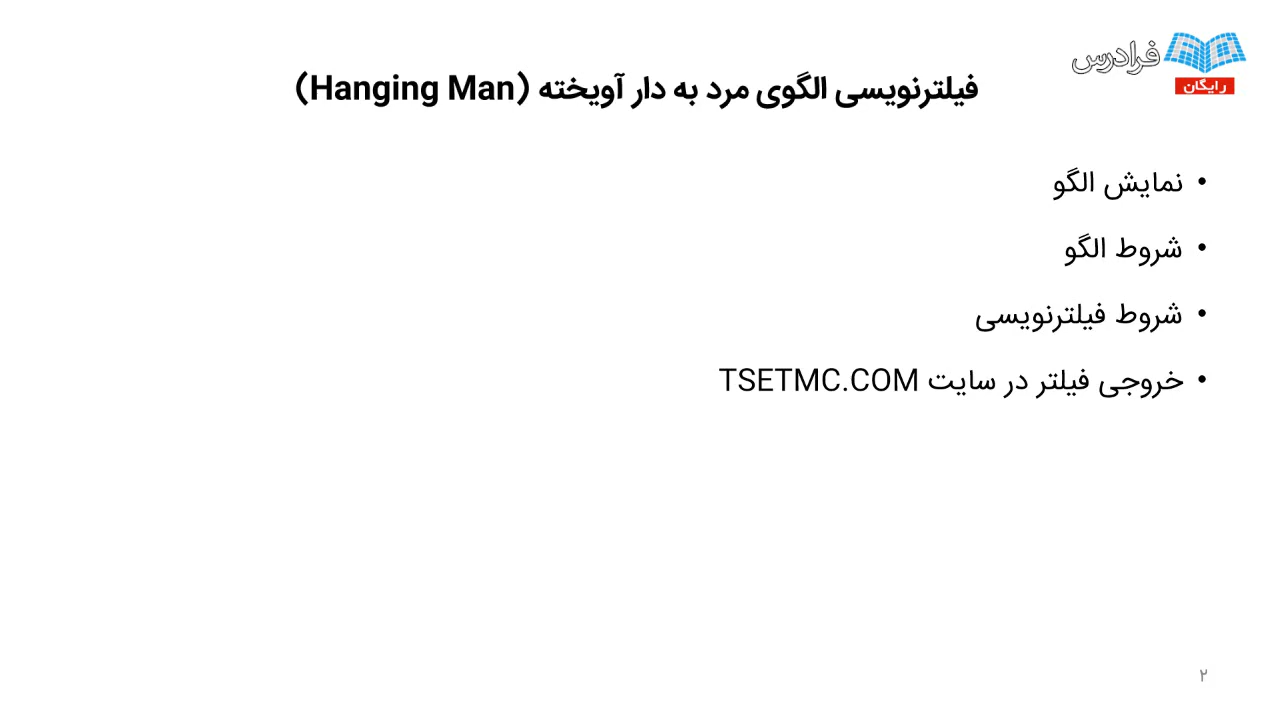 فرادرس
رایگان
فیلترنویسی الگوی مرد به دار آویخته (Hanging Man)
• نمایش الگو
• شروط الگو
• شروط فیلترنویسی
• خروجی فیلتر در سایت TSETMC.COM
۲